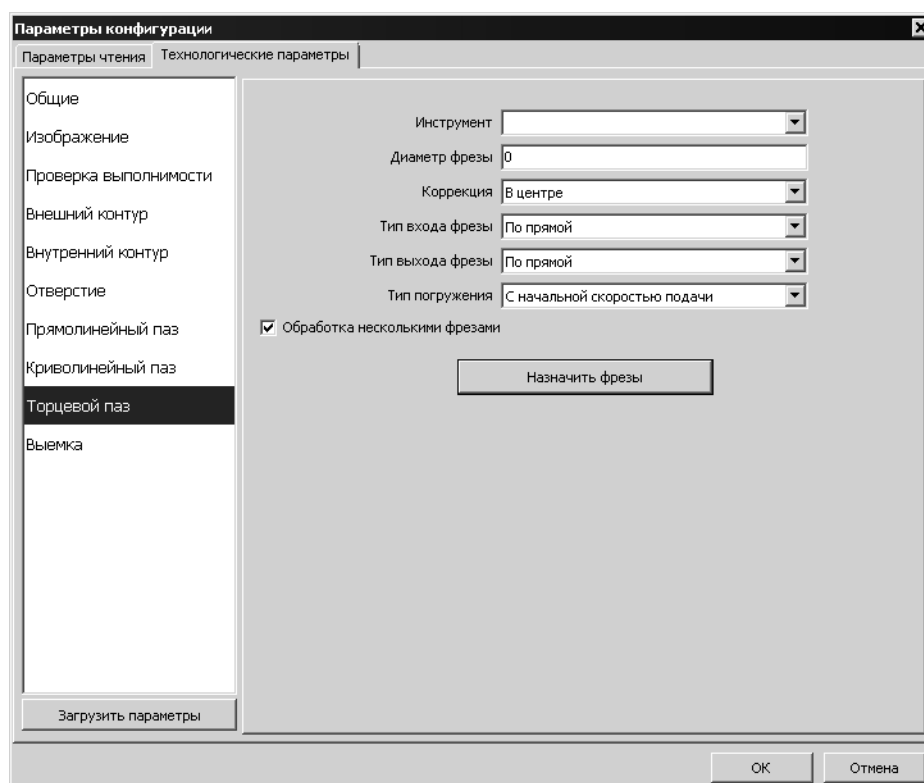 Параметры конфигурации
Параметры чтения Технологические параметры
Общие
Изображение
Проверка выполнимости
Внешний контур
Внутренний контур
Отверстие
Прямолинейный паз
Криволинейный паз
Торцевой паз
Выемка
Загрузить параметры
Инструмент
Диаметр фрезы 0
Коррекция В центре
Тип входа фрезы По прямой
Тип выхода фрезы По прямой
Тип погружения С начальной скоростью подачи
Обработка несколькими фрезами
Назначить фрезы
OK Отмена